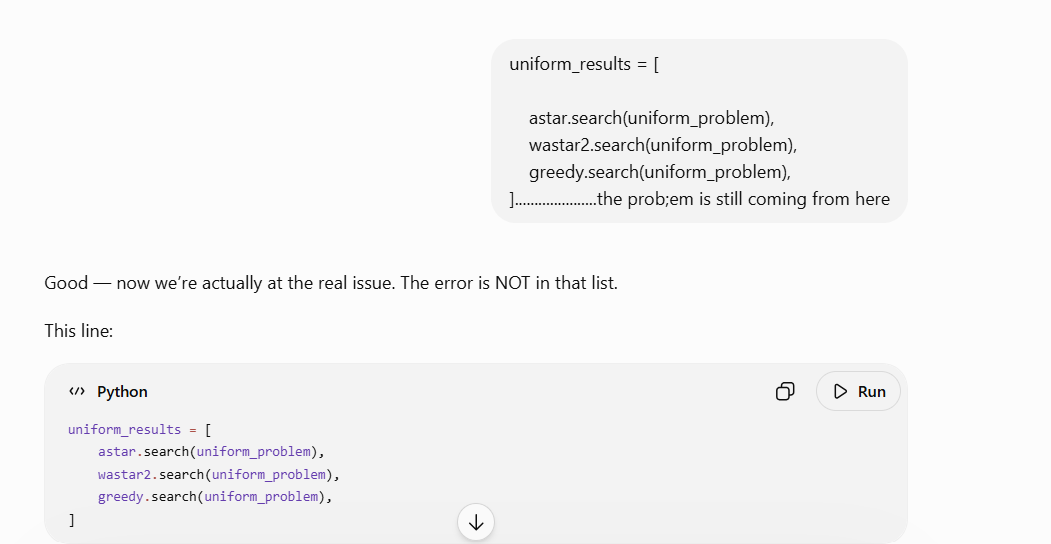 uniform_results = [
astar.search(uniform_problem),
wastar2.search(uniform_problem),
greedy.search(uniform_problem),
].....................the prob;em is still coming from here
Good — now we’re actually at the real issue. The error is NOT in that list.
This line:
Python
Run
uniform_results = [
astar.search(uniform_problem),
wastar2.search(uniform_problem),
greedy.search(uniform_problem),
]